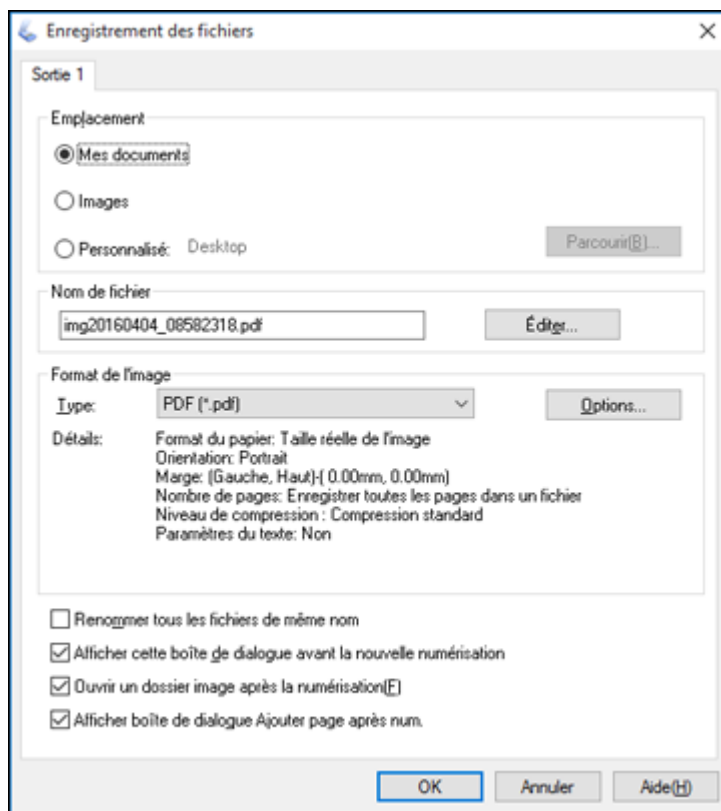 Enregistrement des fichiers
Sortie 1
Emplacement
Mes documents
Images
Personnalisé: Desktop Parcourir(B)...
Nom de fichier
img20160404_08582318.pdf Éditer...
Format de l'image
Type: PDF (*.pdf) Options...
Détails: Format du papier: Taille réelle de l'image
Orientation: Portrait
Marge: (Gauche, Haut)-( 0.00mm, 0.00mm)
Nombre de pages: Enregistrer toutes les pages dans un fichier
Niveau de compression : Compression standard
Paramètres du texte: Non
Renommer tous les fichiers de même nom
Afficher cette boîte de dialogue avant la nouvelle numérisation
Ouvrir un dossier image après la numérisation(F)
Afficher boîte de dialogue Ajouter page après num.
OK Annuler Aide(H)